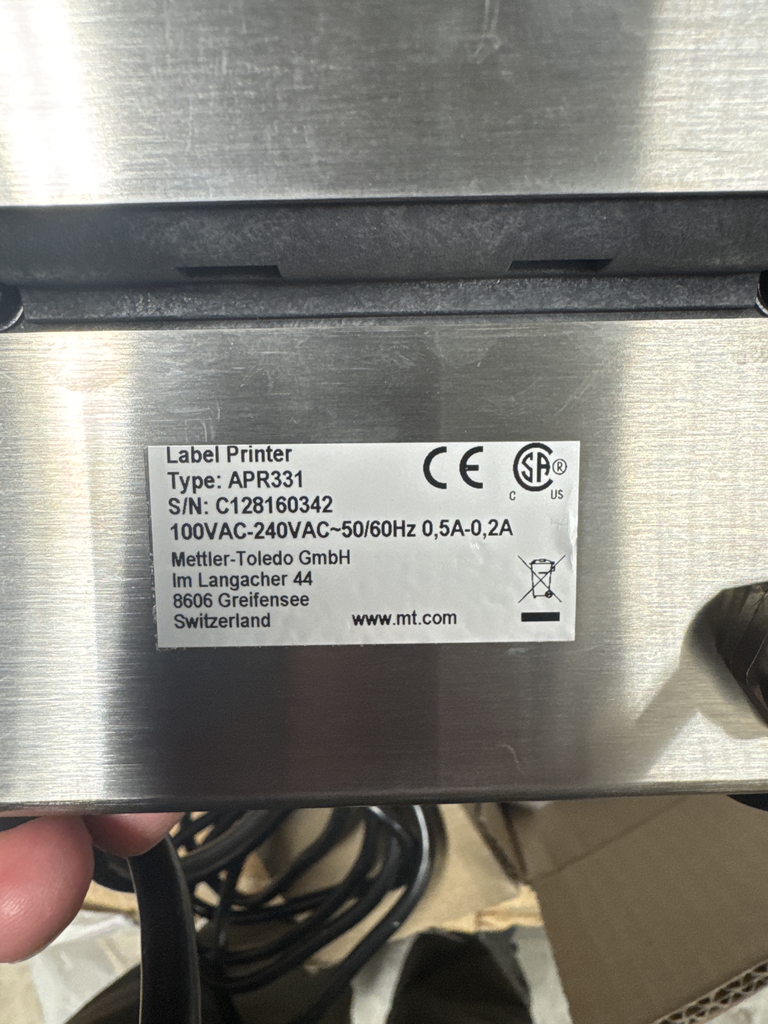 Label Printer
Type: APR331
S/N: C128160342
100VAC-240VAC~50/60Hz 0,5A-0,2A
Mettler-Toledo GmbH
Im Langacher 44
8606 Greifensee
Switzerland
www.mt.com
CE
SA®
C US